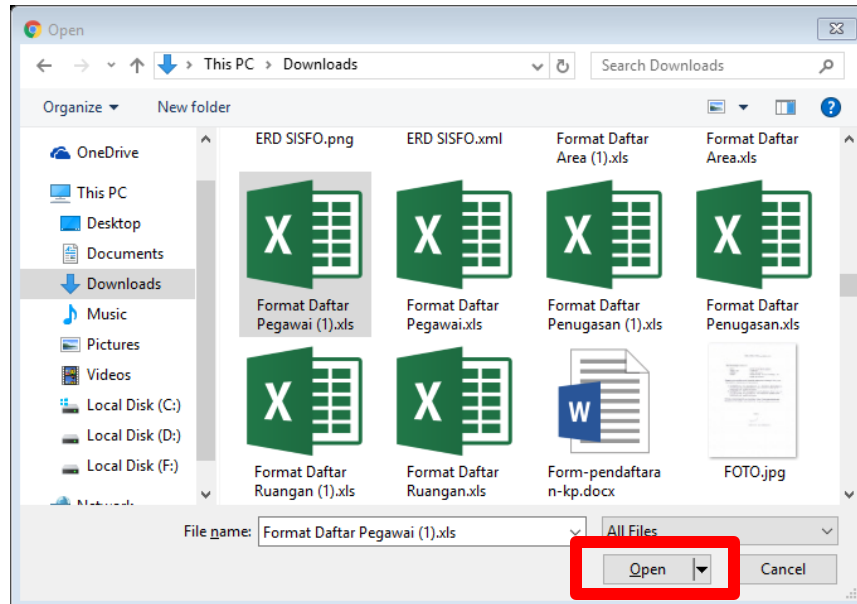 Open
This PC > Downloads
Search Downloads
Organize
New folder
OneDrive
This PC
Desktop
Documents
Downloads
Music
Pictures
Videos
Local Disk (C:)
Local Disk (D:)
Local Disk (F:)
Network
ERD SISFO.png
ERD SISFO.xml
Format Daftar
Area (1).xls
Format Daftar
Area.xls
Format Daftar
Pegawai (1).xls
Format Daftar
Pegawai.xls
Format Daftar
Penugasan (1).xls
Format Daftar
Penugasan.xls
Format Daftar
Ruangan (1).xls
Format Daftar
Ruangan.xls
Form-pendaftara
n-kp.docx
FOTO.jpg
File name: Format Daftar Pegawai (1).xls
All Files
Open
Cancel